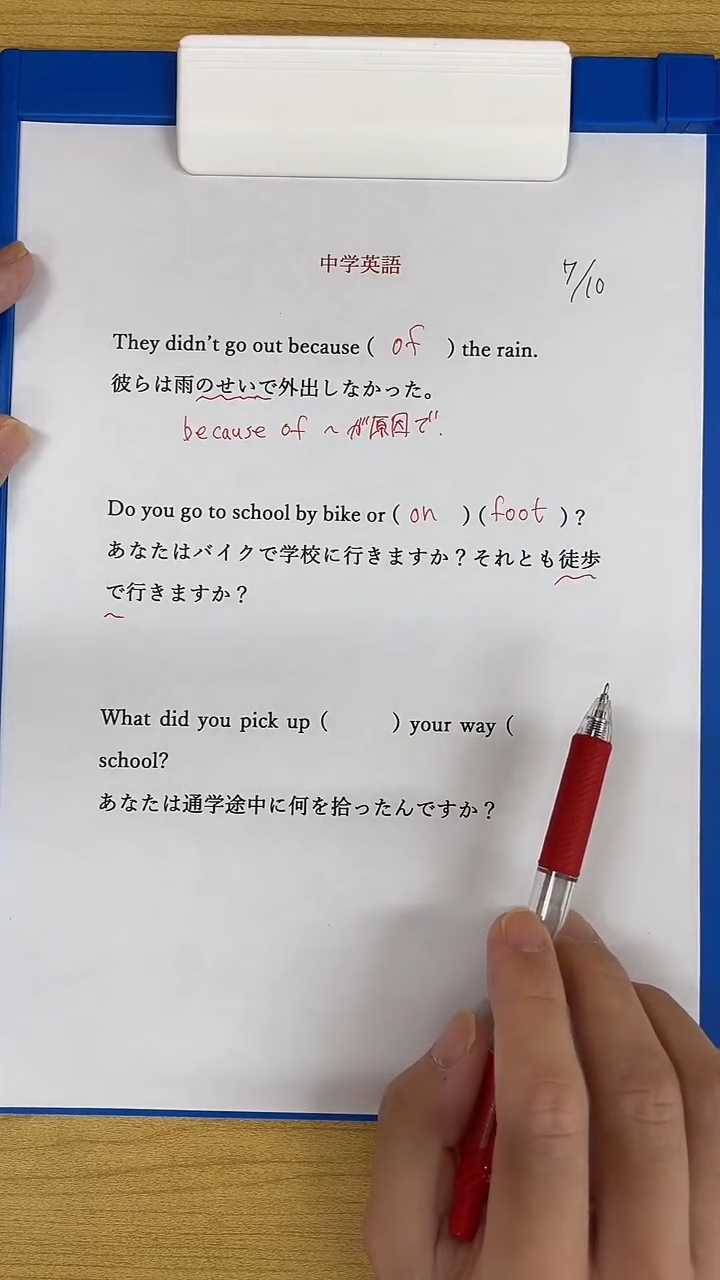 中学英語
7/10
They didn't go out because ( of ) the rain.
彼らは雨のせいで外出しなかった。
because of ~が原因で.
Do you go to school by bike or ( on ) ( foot ) ?
あなたはバイクで学校に行きますか？それとも徒歩
で行きますか？
What did you pick up ( ) your way (
school?
あなたは通学途中に何を拾ったんですか？